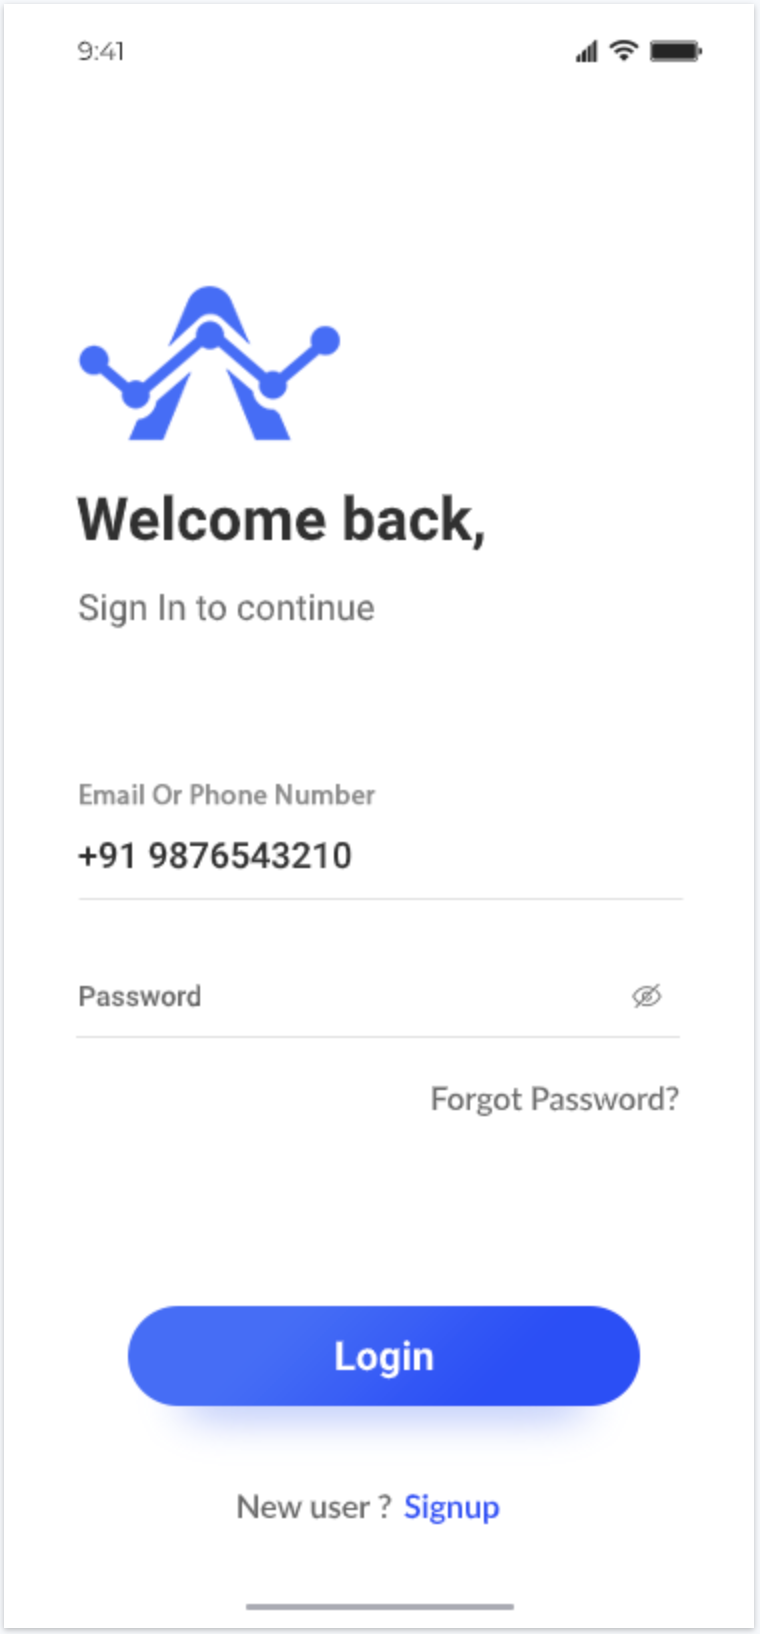 9:41
Welcome back,
Sign In to continue
Email Or Phone Number
+91 9876543210
Password
Forgot Password?
Login
New user ? Signup